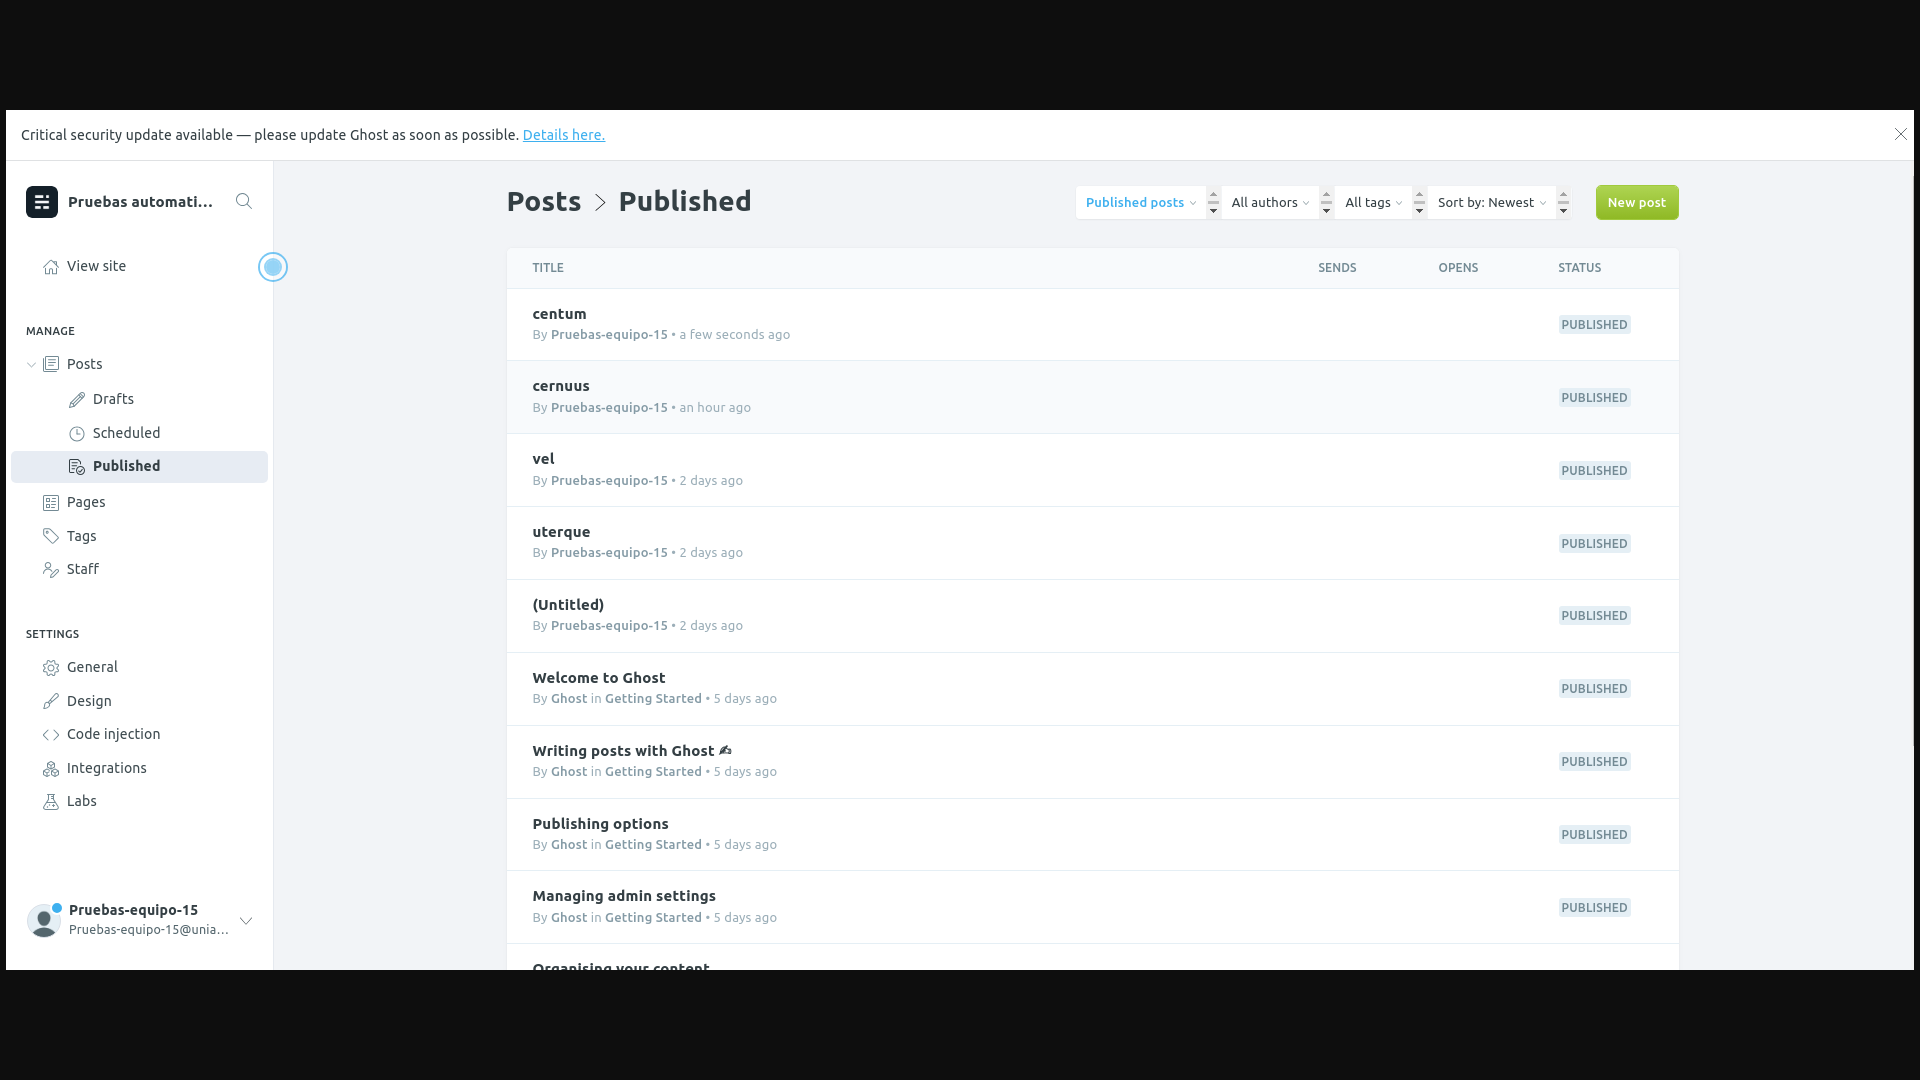 Critical security update available — please update Ghost as soon as possible. Details here.
Pruebas automati...
View site
MANAGE
Posts
Drafts
Scheduled
Published
Pages
Tags
Staff
SETTINGS
General
Design
Code injection
Integrations
Labs
Pruebas-equipo-15
Pruebas-equipo-15@unia...
Posts > Published
Published posts
All authors
All tags
Sort by: Newest
New post
TITLE SENDS OPENS STATUS
centum
By Pruebas-equipo-15 • a few seconds ago
PUBLISHED
cernuus
By Pruebas-equipo-15 • an hour ago
PUBLISHED
vel
By Pruebas-equipo-15 • 2 days ago
PUBLISHED
uterque
By Pruebas-equipo-15 • 2 days ago
PUBLISHED
(Untitled)
By Pruebas-equipo-15 • 2 days ago
PUBLISHED
Welcome to Ghost
By Ghost in Getting Started • 5 days ago
PUBLISHED
Writing posts with Ghost ✍
By Ghost in Getting Started • 5 days ago
PUBLISHED
Publishing options
By Ghost in Getting Started • 5 days ago
PUBLISHED
Managing admin settings
By Ghost in Getting Started • 5 days ago
PUBLISHED
Organising your content